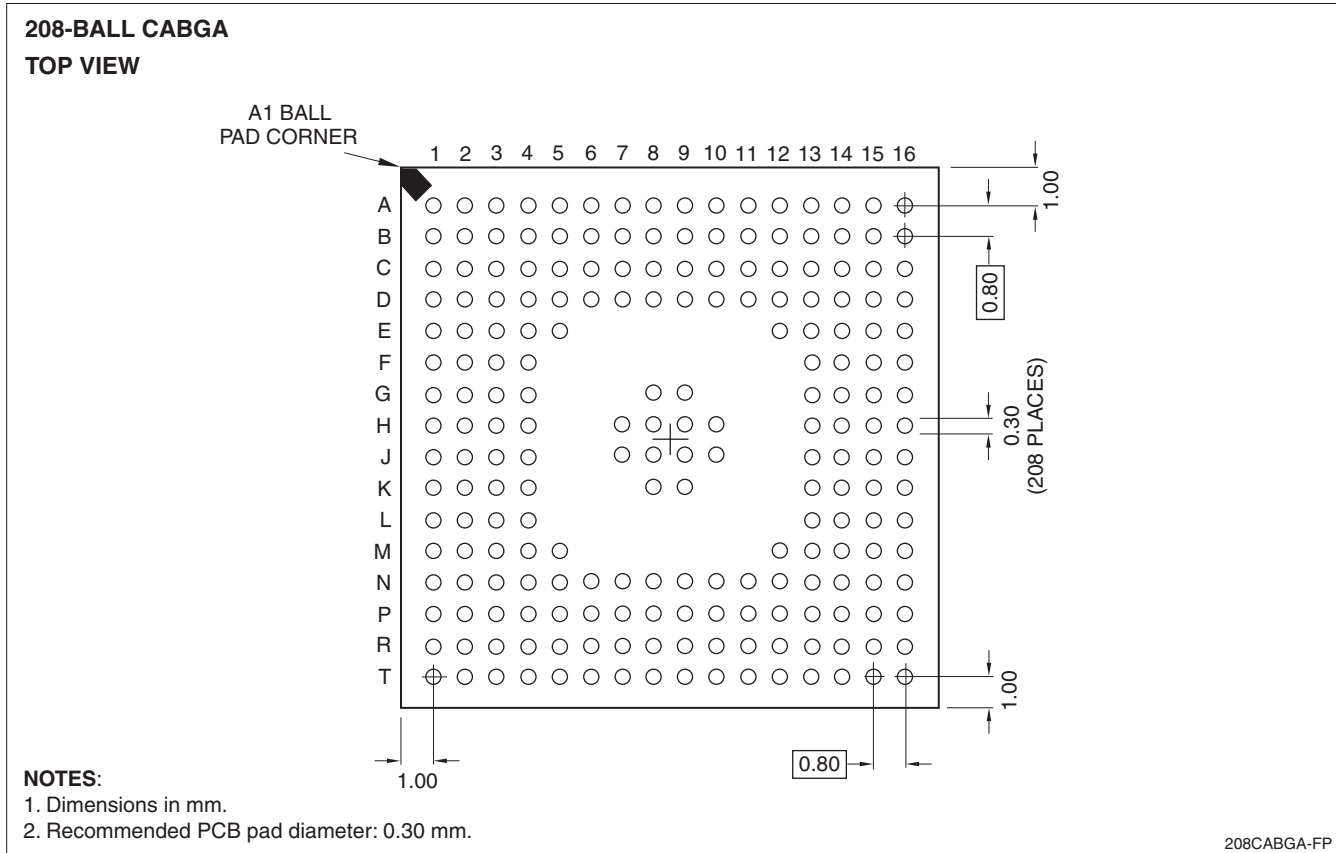 208-BALL CABGA
TOP VIEW
A1 BALL
PAD CORNER
1 2 3 4 5 6 7 8 9 10 11 12 13 14 15 16
A
B
C
D
E
F
G
H
J
K
L
M
N
P
R
T
1.00
0.80
0.30
(208 PLACES)
1.00
0.80
1.00
NOTES:
1. Dimensions in mm.
2. Recommended PCB pad diameter: 0.30 mm.
208CABGA-FP